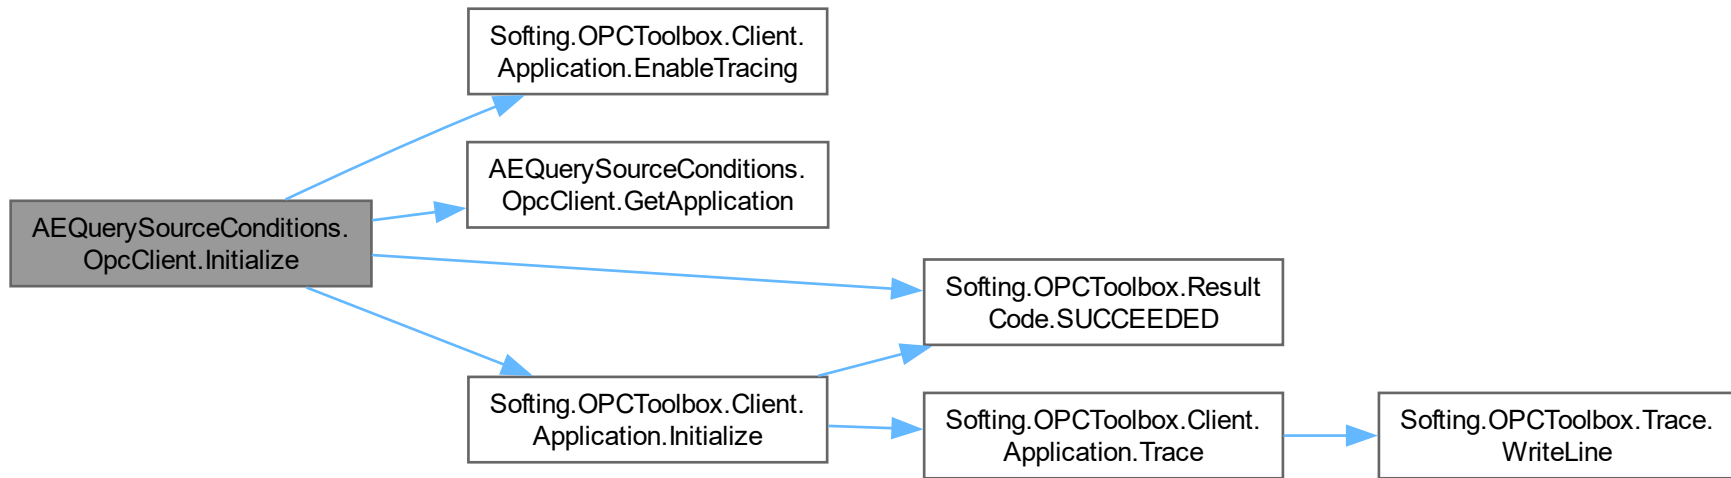 Softing.OPCToolbox.Client.
Application.EnableTracing
AEQuerySourceConditions.
OpcClient.GetApplication
AEQuerySourceConditions.
OpcClient.Initialize
Softing.OPCToolbox.Result
Code.SUCCEEDED
Softing.OPCToolbox.Client.
Application.Initialize
Softing.OPCToolbox.Client.
Application.Trace
Softing.OPCToolbox.Trace.
WriteLine